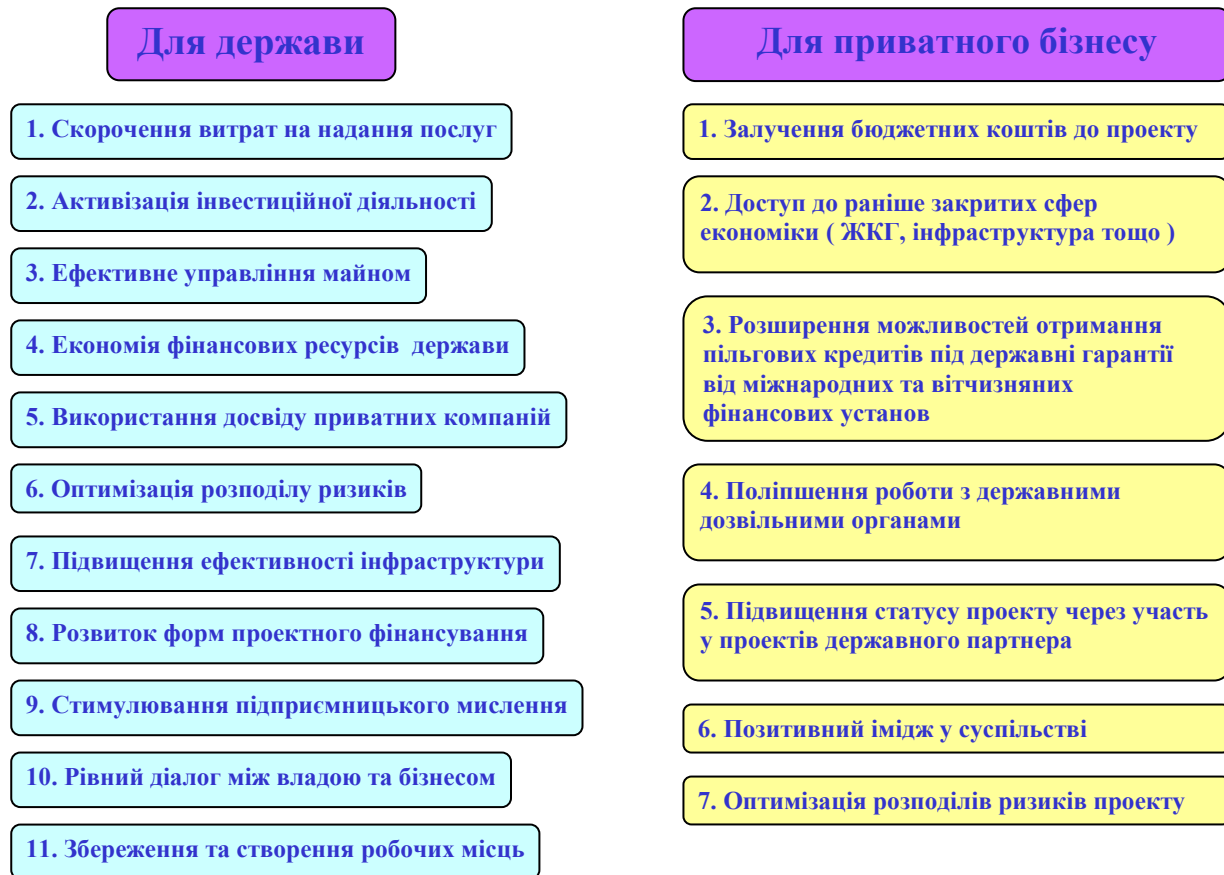 Для держави
1. Скорочення витрат на надання послуг
2. Активізація інвестиційної діяльності
3. Ефективне управління майном
4. Економія фінансових ресурсів держави
5. Використання досвіду приватних компаній
6. Оптимізація розподілу ризиків
7. Підвищення ефективності інфраструктури
8. Розвиток форм проектного фінансування
9. Стимулювання підприємницького мислення
10. Рівний діалог між владою та бізнесом
11. Збереження та створення робочих місць
Для приватного бізнесу
1. Залучення бюджетних коштів до проекту
2. Доступ до раніше закритих сфер
економіки ( ЖКГ, інфраструктура тощо )
3. Розширення можливостей отримання
пільгових кредитів під державні гарантії
від міжнародних та вітчизняних
фінансових установ
4. Поліпшення роботи з державними
дозвільними органами
5. Підвищення статусу проекту через участь
у проектів державного партнера
6. Позитивний імідж у суспільстві
7. Оптимізація розподілів ризиків проекту